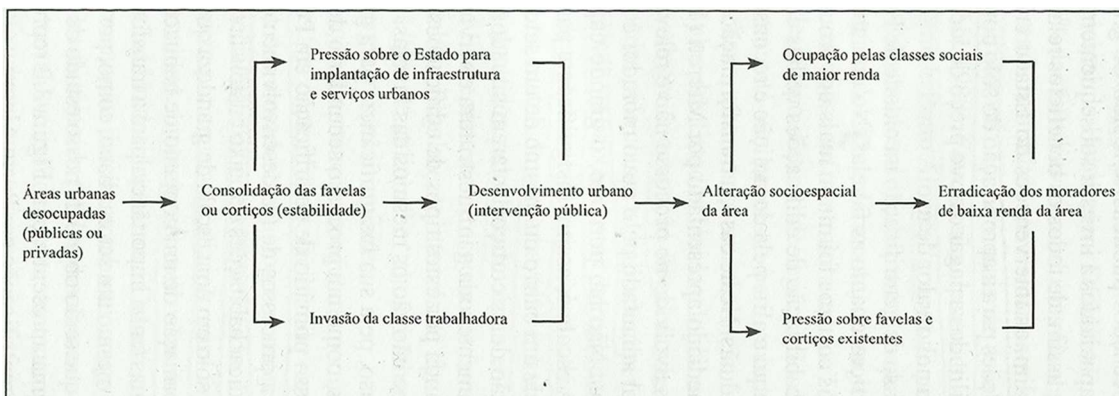 Pressão sobre o Estado para
implantação de infraestrutura
e serviços urbanos
Ocupação pelas classes sociais
de maior renda
Áreas urbanas
desocupadas
(públicas ou
privadas)
Consolidação das favelas
ou cortiços (estabilidade)
Desenvolvimento urbano
(intervenção pública)
Alteração socioespacial
da área
Erradicação dos moradores
de baixa renda da área
Invasão da classe trabalhadora
Pressão sobre favelas e
cortiços existentes